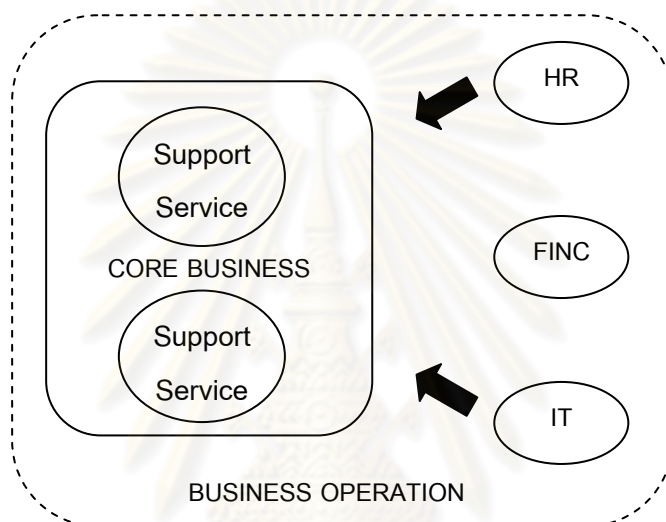 HR
Support
Service
CORE BUSINESS
FINC
Support
Service
IT
BUSINESS OPERATION